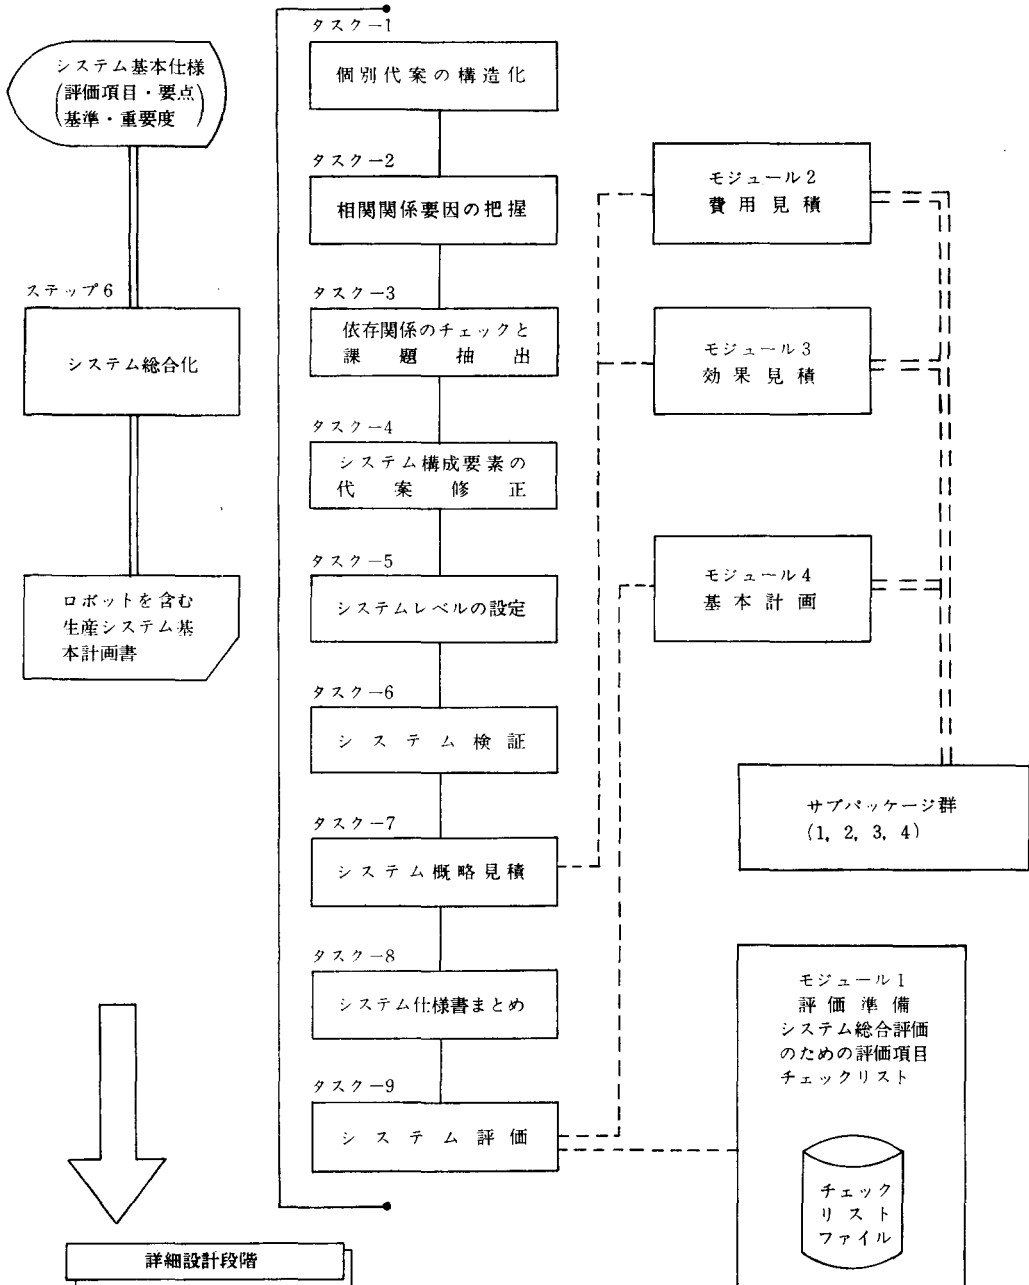 システム基本仕様
(評価項目・要点
基準・重要度)
ステップ6
システム総合化
ロボットを含む
生産システム基
本計画書
タスク-1
個別代案の構造化
タスク-2
相関関係要因の把握
タスク-3
依存関係のチェックと
課題抽出
タスク-4
システム構成要素の
代案修正
タスク-5
システムレベルの設定
タスク-6
システム検証
タスク-7
システム概略見積
タスク-8
システム仕様書まとめ
タスク-9
システム評価
モジュール2
費用見積
モジュール3
効果見積
モジュール4
基本計画
サブパッケージ群
(1, 2, 3, 4)
モジュール1
評価準備
システム総合評価
のための評価項目
チェックリスト
チェック
リスト
ファイル
詳細設計段階